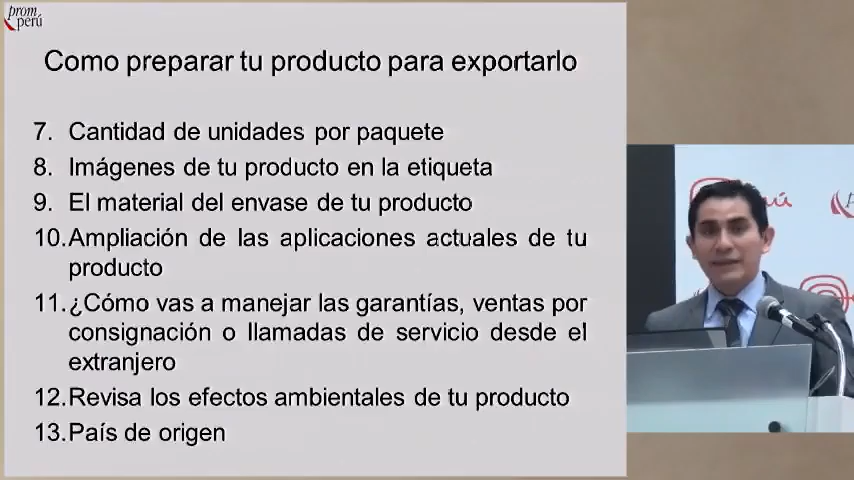 prom
perú
Como preparar tu producto para exportarlo
7. Cantidad de unidades por paquete
8. Imágenes de tu producto en la etiqueta
9. El material del envase de tu producto
10.Ampliación de las aplicaciones actuales de tu
producto
11.¿Cómo vas a manejar las garantías, ventas por
consignación o llamadas de servicio desde el
extranjero
12.Revisa los efectos ambientales de tu producto
13.País de origen